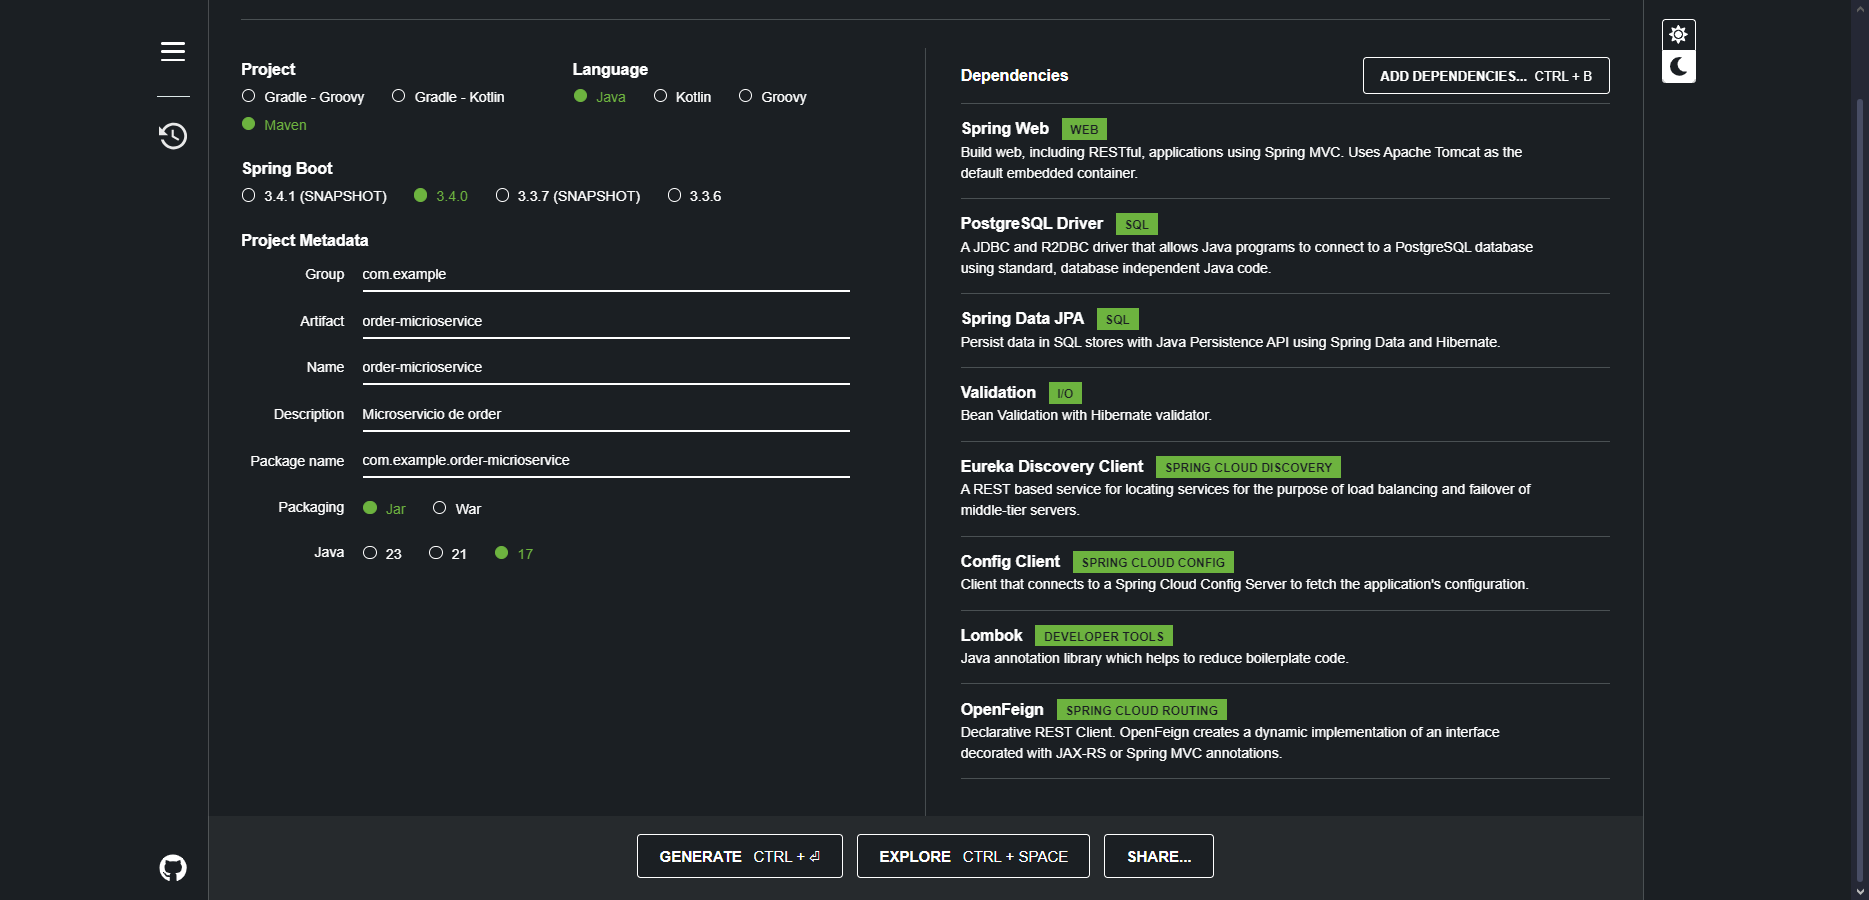 Project
Gradle - Groovy Gradle - Kotlin
Maven
Language
Java Kotlin Groovy
Spring Boot
3.4.1 (SNAPSHOT) 3.4.0 3.3.7 (SNAPSHOT) 3.3.6
Project Metadata
Group com.example
Artifact order-micrioservice
Name order-micrioservice
Description Microservicio de order
Package name com.example.order-micrioservice
Packaging Jar War
Java 23 21 17
Dependencies ADD DEPENDENCIES... CTRL + B
Spring Web WEB
Build web, including RESTful, applications using Spring MVC. Uses Apache Tomcat as the
default embedded container.
PostgreSQL Driver SQL
A JDBC and R2DBC driver that allows Java programs to connect to a PostgreSQL database
using standard, database independent Java code.
Spring Data JPA SQL
Persist data in SQL stores with Java Persistence API using Spring Data and Hibernate.
Validation I/O
Bean Validation with Hibernate validator.
Eureka Discovery Client SPRING CLOUD DISCOVERY
A REST based service for locating services for the purpose of load balancing and failover of
middle-tier servers.
Config Client SPRING CLOUD CONFIG
Client that connects to a Spring Cloud Config Server to fetch the application's configuration.
Lombok DEVELOPER TOOLS
Java annotation library which helps to reduce boilerplate code.
OpenFeign SPRING CLOUD ROUTING
Declarative REST Client. OpenFeign creates a dynamic implementation of an interface
decorated with JAX-RS or Spring MVC annotations.
GENERATE CTRL + ⏎ EXPLORE CTRL + SPACE SHARE...